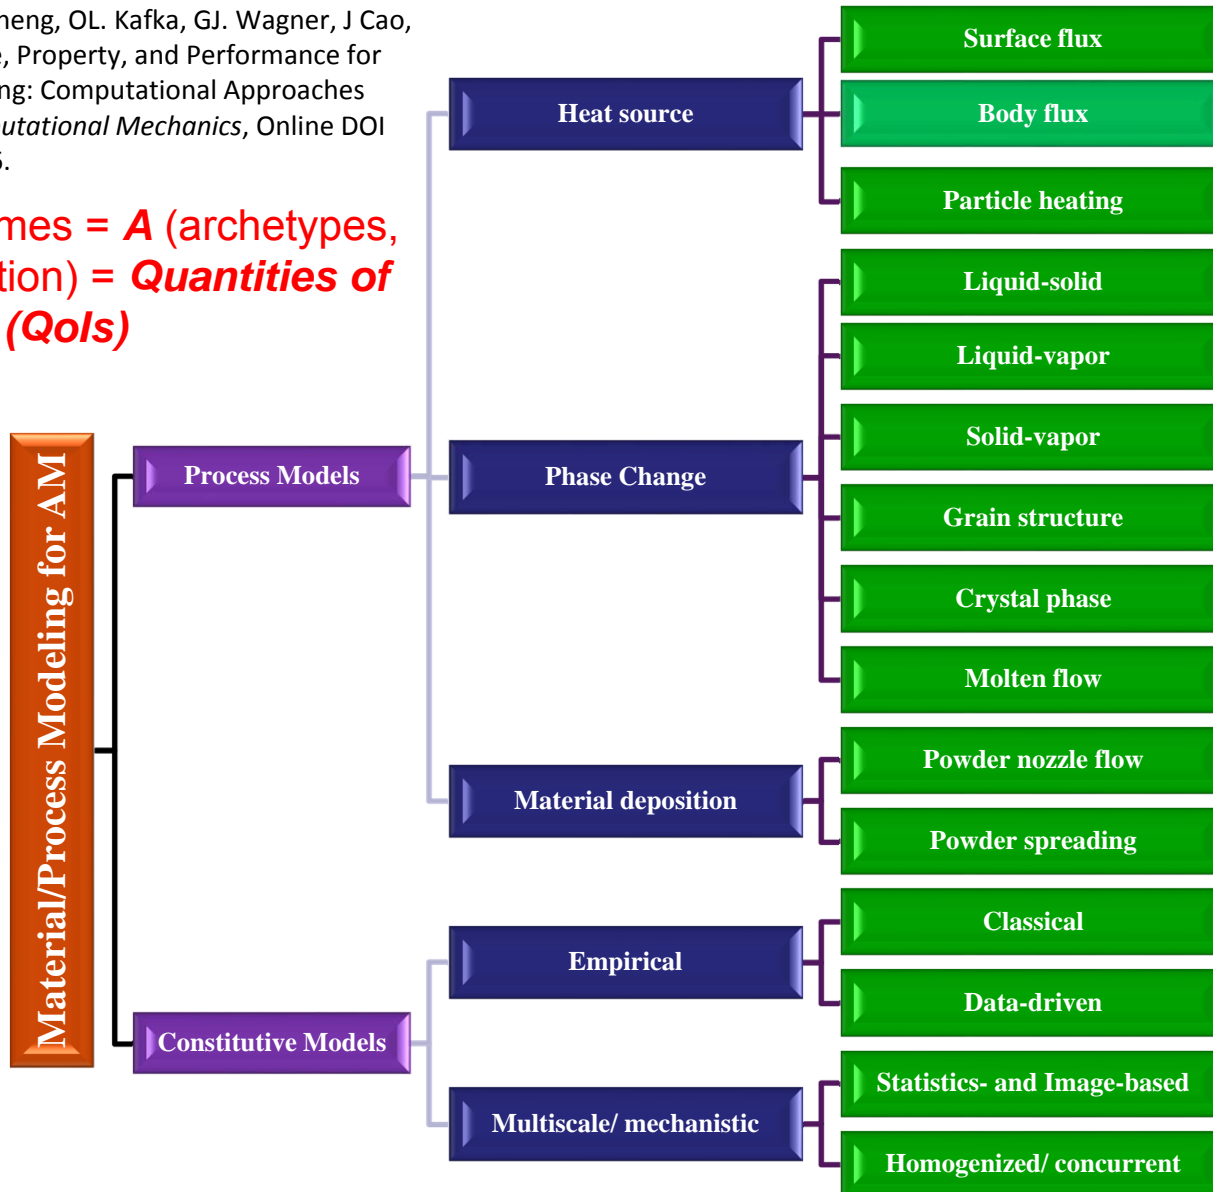 OL. Kafka, GJ. Wagner, J Cao,
Property, and Performance for
Computational Approaches
Mechanics, Online DOI
mes = A (archetypes,
tion) = Quantities of
(QoIs)
Material/Process Modeling for AM
Process Models
Constitutive Models
Heat source
Phase Change
Material deposition
Empirical
Multiscale/ mechanistic
Surface flux
Body flux
Particle heating
Liquid-solid
Liquid-vapor
Solid-vapor
Grain structure
Crystal phase
Molten flow
Powder nozzle flow
Powder spreading
Classical
Data-driven
Statistics- and Image-based
Homogenized/ concurrent